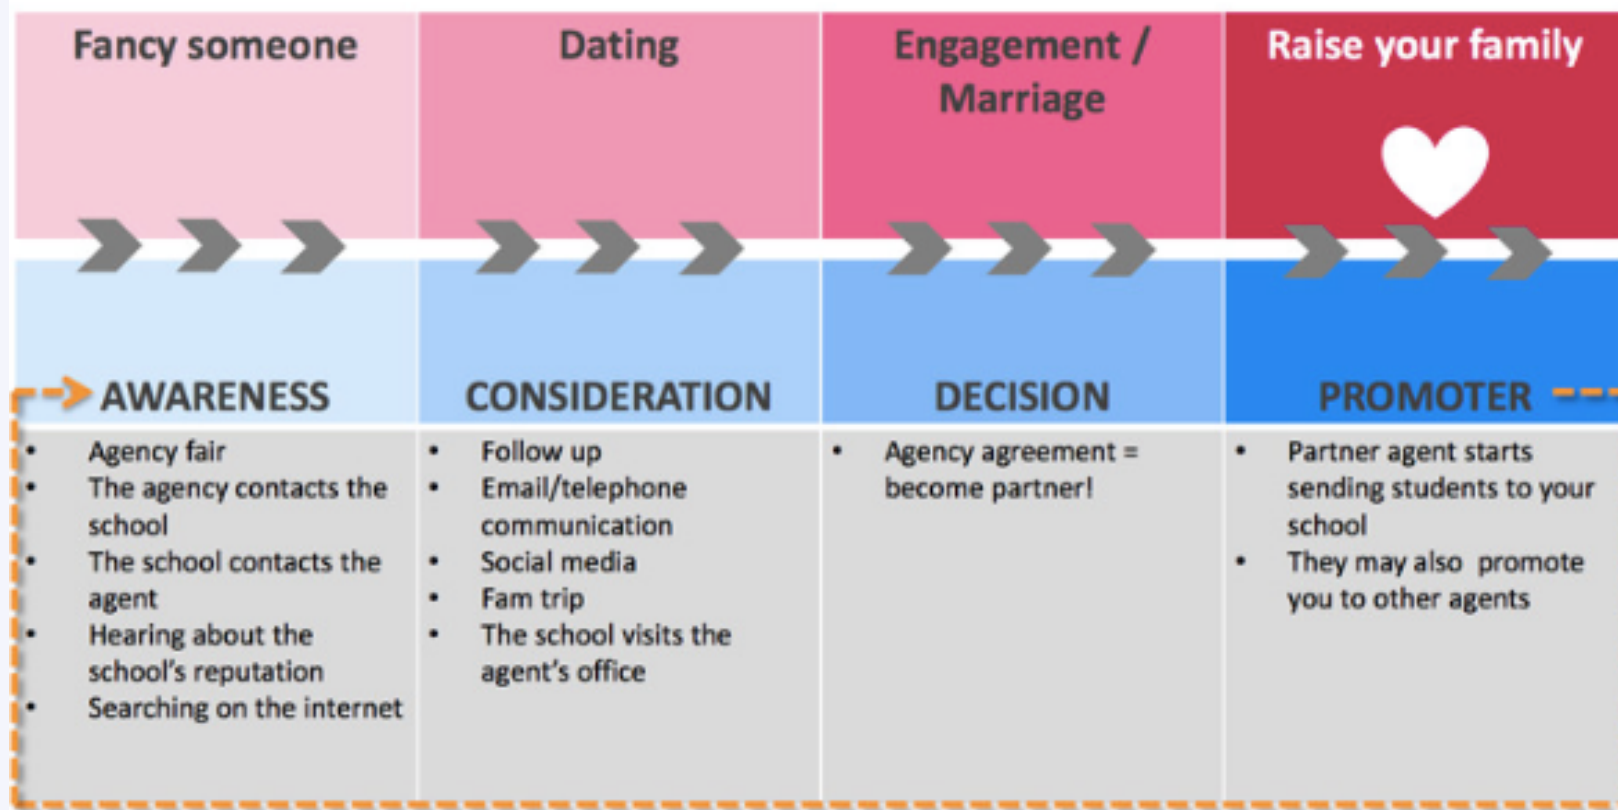 Fancy someone
Dating
Engagement /
Marriage
Raise your family
AWARENESS
CONSIDERATION
DECISION
PROMOTER
• Agency fair
• The agency contacts the
school
• The school contacts the
agent
• Hearing about the
school's reputation
• Searching on the internet
• Follow up
• Email/telephone
communication
• Social media
• Fam trip
• The school visits the
agent's office
• Agency agreement =
become partner!
• Partner agent starts
sending students to your
school
• They may also promote
you to other agents